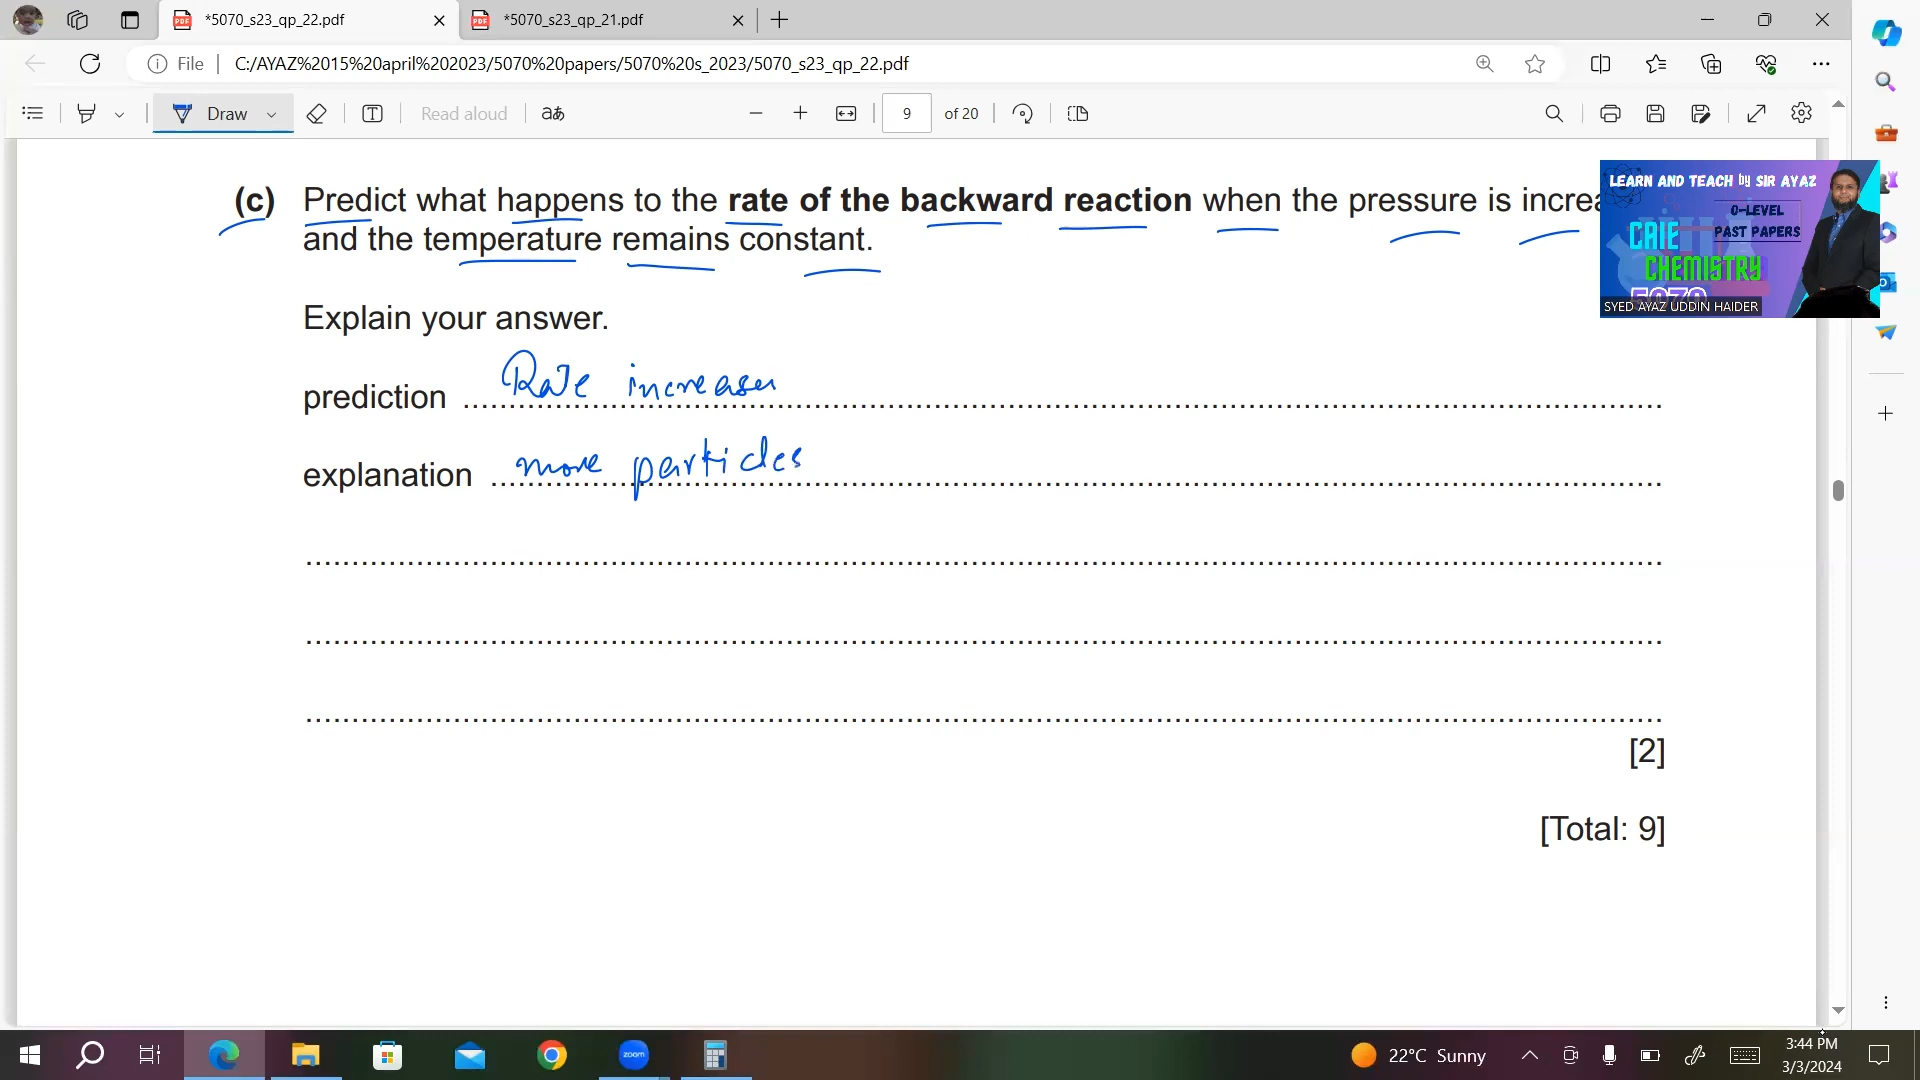 *5070_s23_qp_22.pdf
*5070_s23_qp_21.pdf
File
C:/AYAZ%2015%20april%202023/5070%20papers/5070%20s_2023/5070_s23_qp_22.pdf
Draw
Read aloud
aあ
9 of 20
(c) Predict what happens to the rate of the backward reaction when the pressure is increa
and the temperature remains constant.
LEARN AND TEACH by SIR AYAZ
O-LEVEL
PAST PAPERS
CAIE
CHEMISTRY
5070
SYED AYAZ UDDIN HAIDER
Explain your answer.
prediction Rate increases
explanation more particles
[2]
[Total: 9]
zoom
22°C Sunny
3:44 PM
3/3/2024